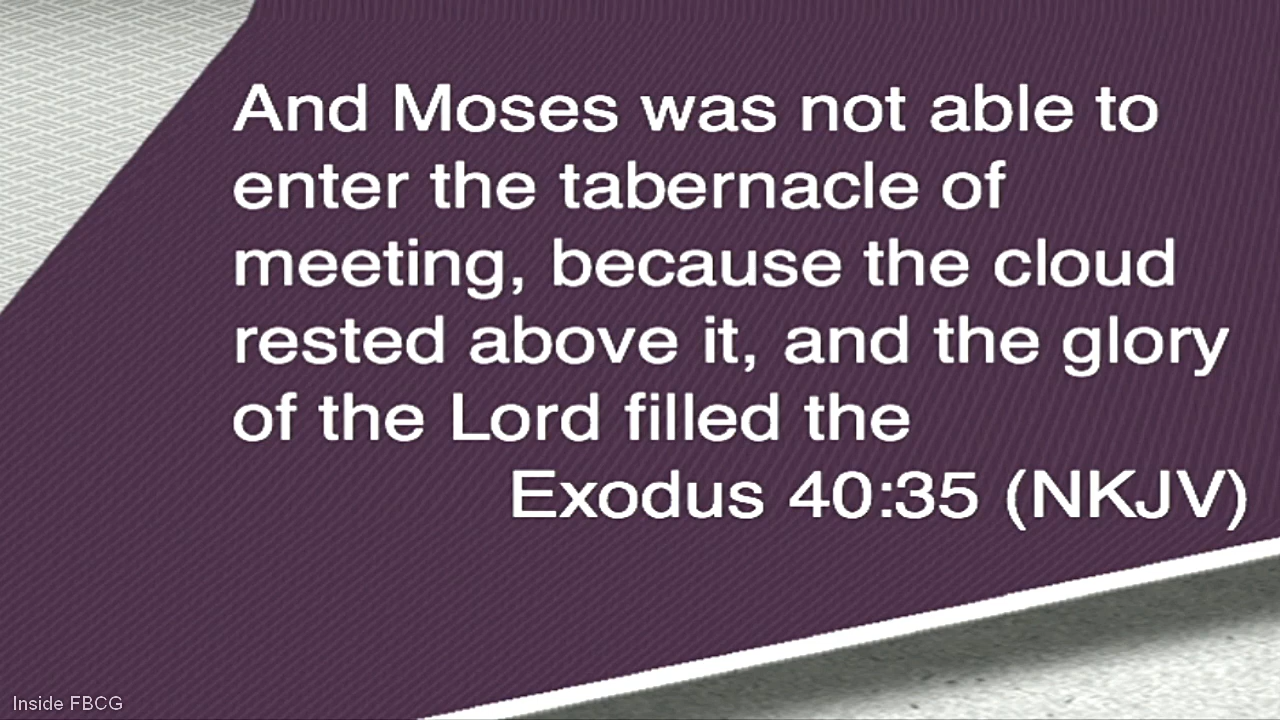 And Moses was not able to
enter the tabernacle of
meeting, because the cloud
rested above it, and the glory
of the Lord filled the
Exodus 40:35 (NKJV)
Inside FBCG